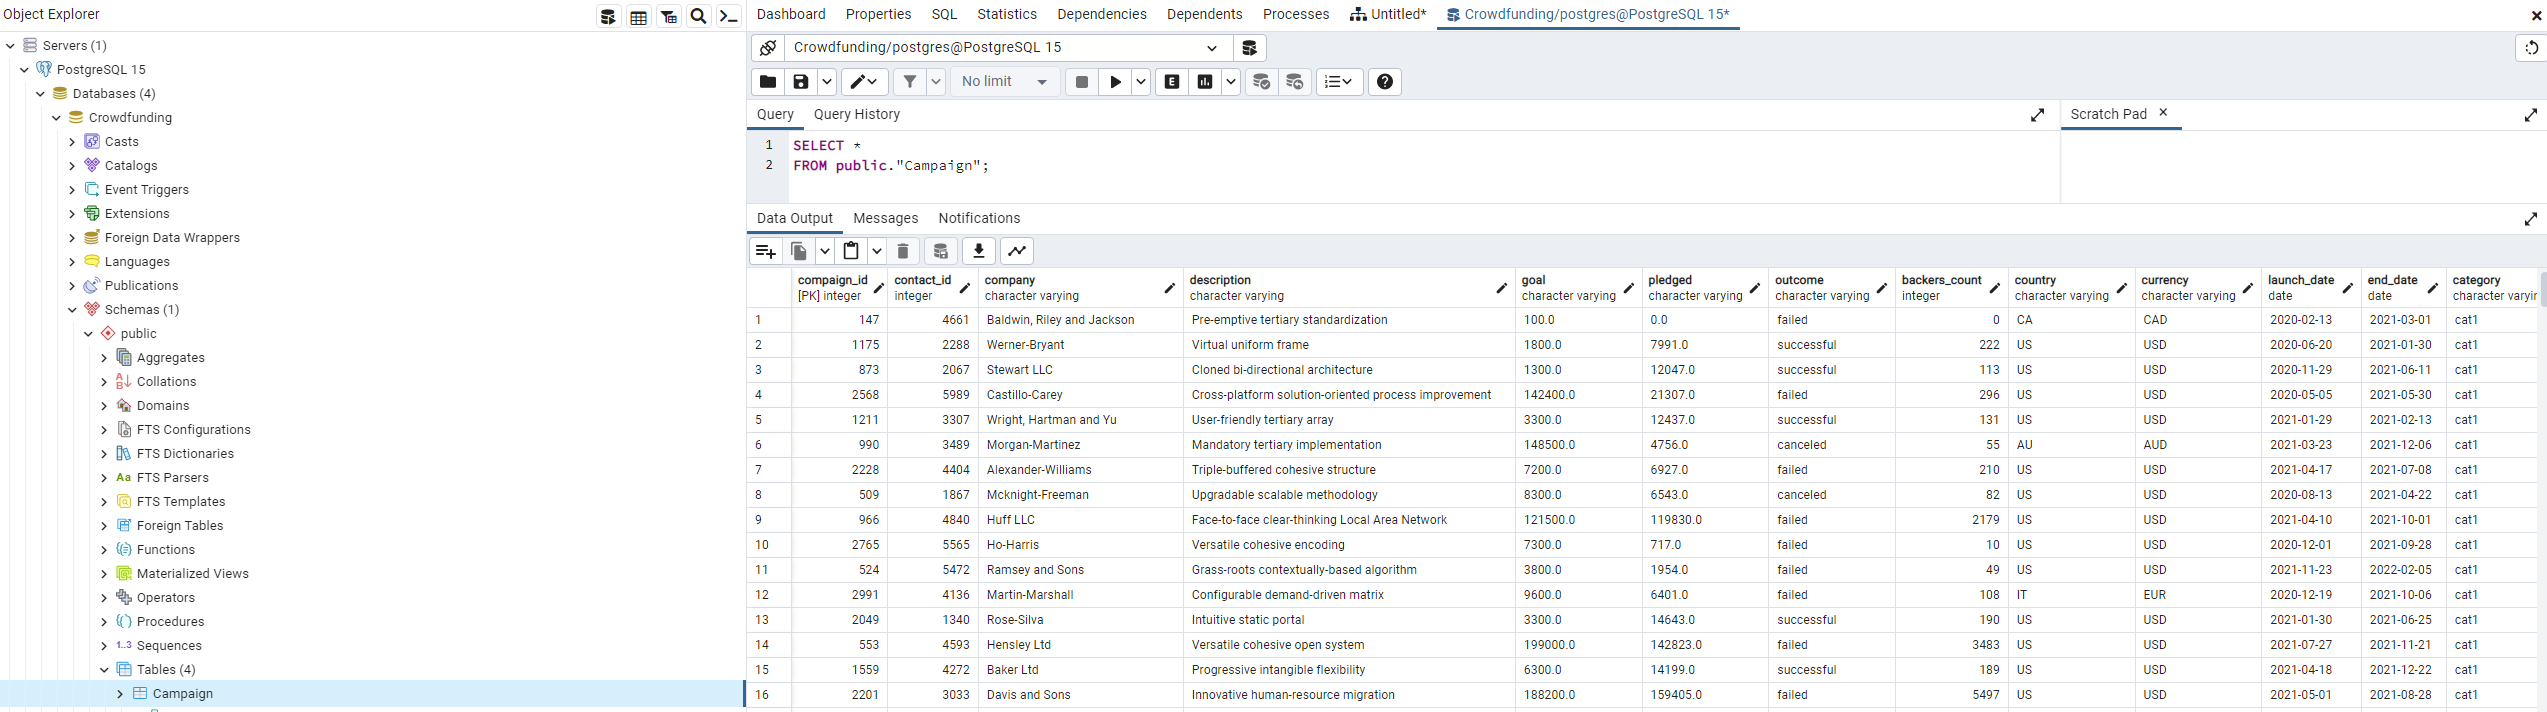 Object Explorer
Servers (1)
PostgreSQL 15
Databases (4)
Crowdfunding
Casts
Catalogs
Event Triggers
Extensions
Foreign Data Wrappers
Languages
Publications
Schemas (1)
public
Aggregates
Collations
Domains
FTS Configurations
FTS Dictionaries
Aa FTS Parsers
FTS Templates
Foreign Tables
Functions
Materialized Views
Operators
Procedures
1..3 Sequences
Tables (4)
Campaign
Dashboard Properties SQL Statistics Dependencies Dependents Processes Untitled* Crowdfunding/postgres@PostgreSQL 15*
Crowdfunding/postgres@PostgreSQL 15
No limit E
Query Query History Scratch Pad
1 SELECT *
2 FROM public."Campaign";
Data Output Messages Notifications
compaign_id contact_id company description goal pledged outcome backers_count country currency launch_date end_date category
[PK] integer integer character varying character varying character varying character varying character varying integer character varying character varying date date character varyin
1 147 4661 Baldwin, Riley and Jackson Pre-emptive tertiary standardization 100.0 0.0 failed 0 CA CAD 2020-02-13 2021-03-01 cat1
2 1175 2288 Werner-Bryant Virtual uniform frame 1800.0 7991.0 successful 222 US USD 2020-06-20 2021-01-30 cat1
3 873 2067 Stewart LLC Cloned bi-directional architecture 1300.0 12047.0 successful 113 US USD 2020-11-29 2021-06-11 cat1
4 2568 5989 Castillo-Carey Cross-platform solution-oriented process improvement 142400.0 21307.0 failed 296 US USD 2020-05-05 2021-05-30 cat1
5 1211 3307 Wright, Hartman and Yu User-friendly tertiary array 3300.0 12437.0 successful 131 US USD 2021-01-29 2021-02-13 cat1
6 990 3489 Morgan-Martinez Mandatory tertiary implementation 148500.0 4756.0 canceled 55 AU AUD 2021-03-23 2021-12-06 cat1
7 2228 4404 Alexander-Williams Triple-buffered cohesive structure 7200.0 6927.0 failed 210 US USD 2021-04-17 2021-07-08 cat1
8 509 1867 Mcknight-Freeman Upgradable scalable methodology 8300.0 6543.0 canceled 82 US USD 2020-08-13 2021-04-22 cat1
9 966 4840 Huff LLC Face-to-face clear-thinking Local Area Network 121500.0 119830.0 failed 2179 US USD 2021-04-10 2021-10-01 cat1
10 2765 5565 Ho-Harris Versatile cohesive encoding 7300.0 717.0 failed 10 US USD 2020-12-01 2021-09-28 cat1
11 524 5472 Ramsey and Sons Grass-roots contextually-based algorithm 3800.0 1954.0 failed 49 US USD 2021-11-23 2022-02-05 cat1
12 2991 4136 Martin-Marshall Configurable demand-driven matrix 9600.0 6401.0 failed 108 IT EUR 2020-12-19 2021-10-06 cat1
13 2049 1340 Rose-Silva Intuitive static portal 3300.0 14643.0 successful 190 US USD 2021-01-30 2021-06-25 cat1
14 553 4593 Hensley Ltd Versatile cohesive open system 199000.0 142823.0 failed 3483 US USD 2021-07-27 2021-11-21 cat1
15 1559 4272 Baker Ltd Progressive intangible flexibility 6300.0 14199.0 successful 189 US USD 2021-04-18 2021-12-22 cat1
16 2201 3033 Davis and Sons Innovative human-resource migration 188200.0 159405.0 failed 5497 US USD 2021-05-01 2021-08-28 cat1